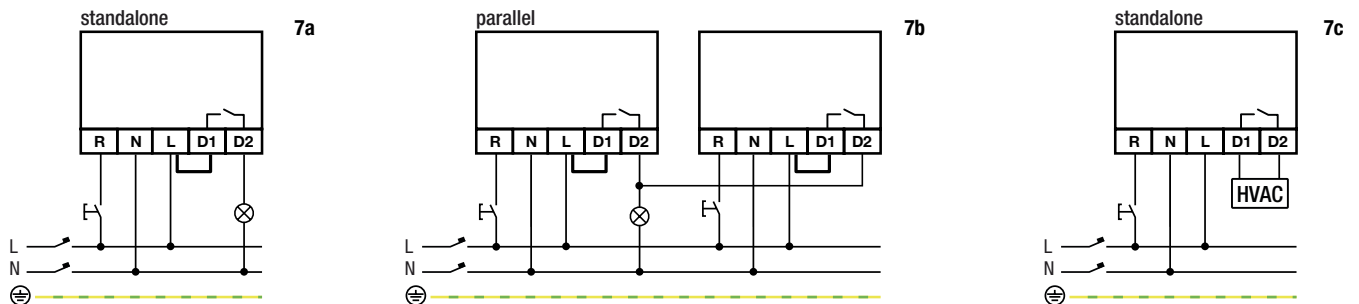 standalone
7a
R N L D1 D2
L
N
parallel
7b
R N L D1 D2
R N L D1 D2
L
N
standalone
7c
R N L D1 D2
HVAC
L
N